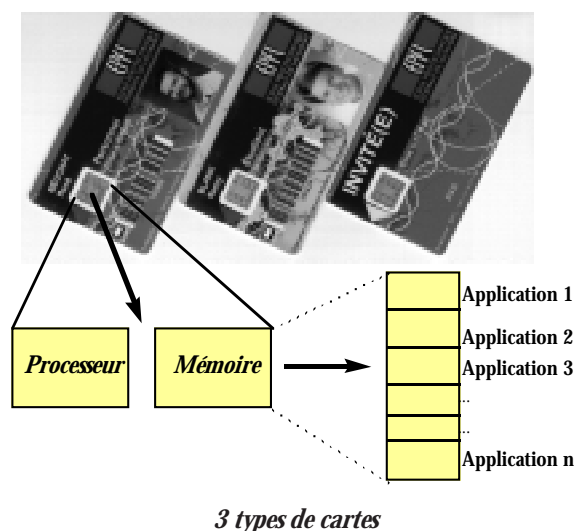 INVITE(E)
Processeur
Mémoire
Application 1
Application 2
Application 3
...
...
Application n
3 types de cartes